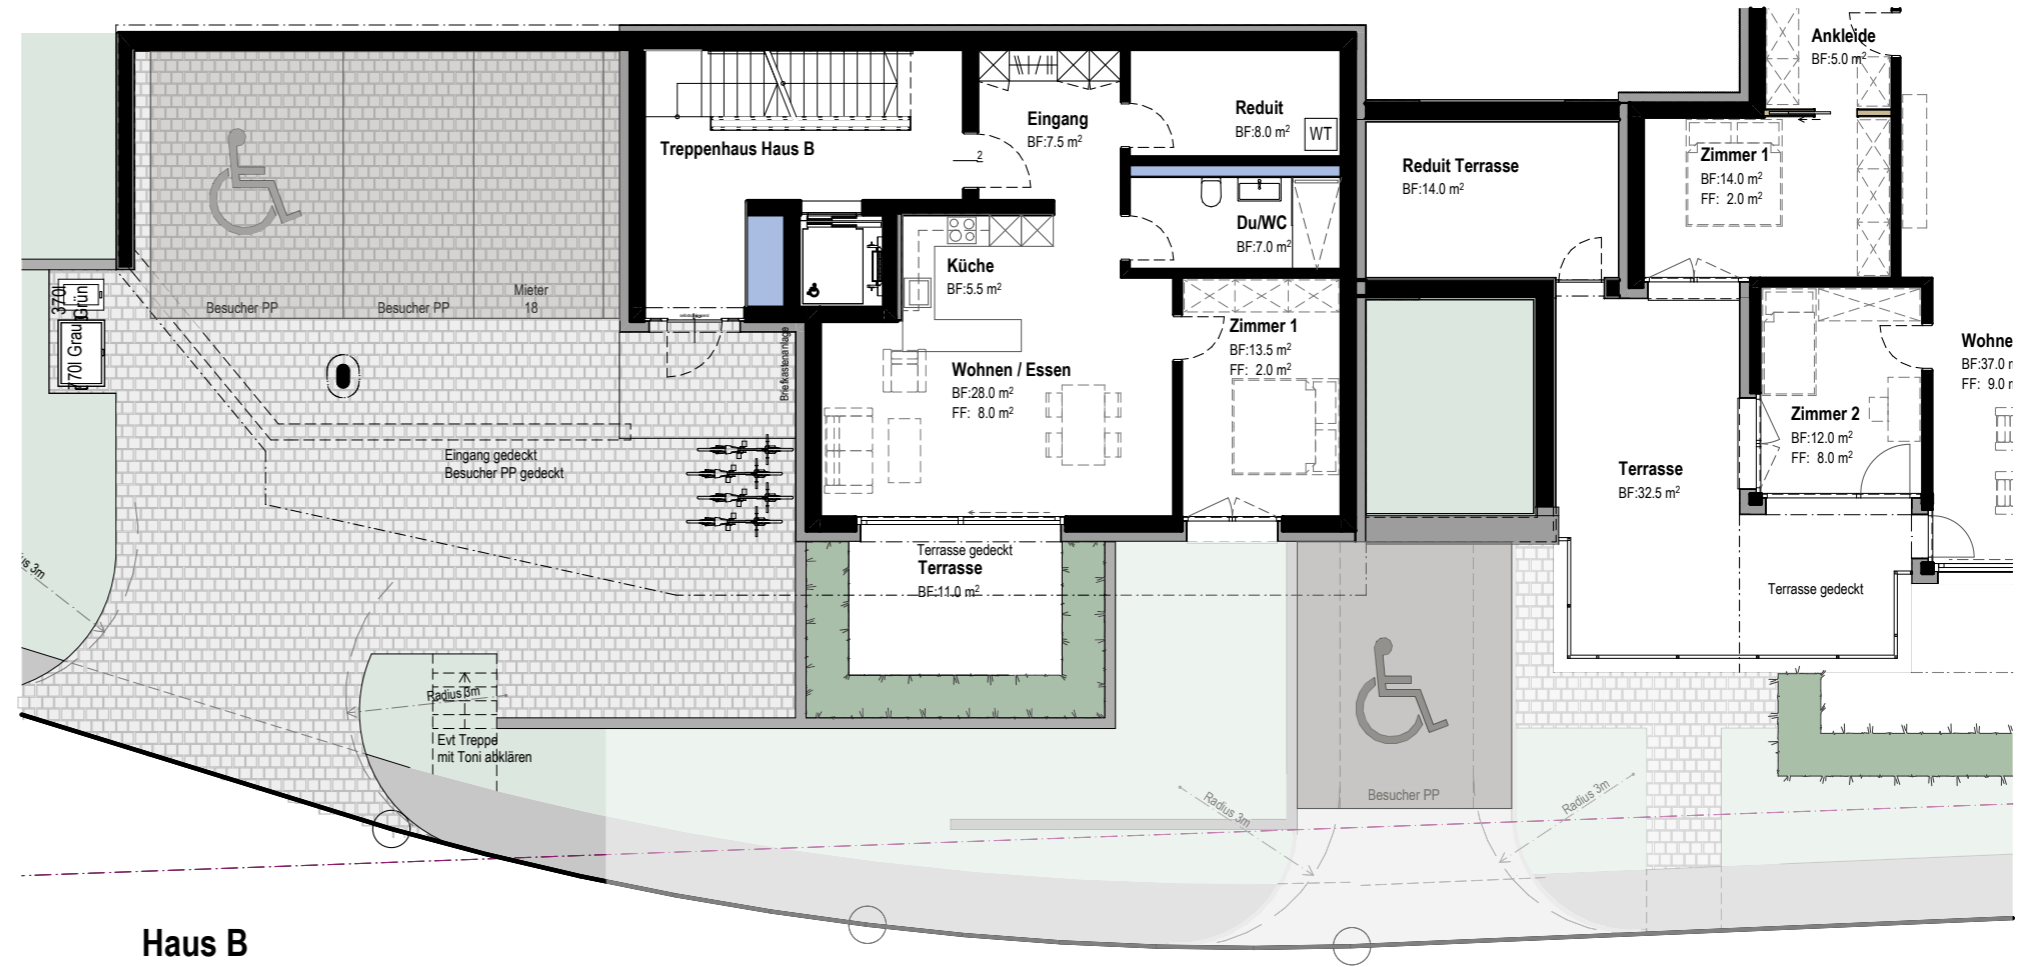 Ankleide
BF:5.0 m²
Reduit
BF:8.0 m²
WT
Eingang
BF:7.5 m²
2
Treppenhaus Haus B
Reduit Terrasse
BF:14.0 m²
Zimmer 1
BF:14.0 m²
FF: 2.0 m²
Du/WC
BF:7.0 m²
Küche
BF:5.5 m²
370l
Grün
770l Grau
Besucher PP
Besucher PP
Mieter
18
Briefkastenanlage
Zimmer 1
BF:13.5 m²
FF: 2.0 m²
Wohnen / Essen
BF:28.0 m²
FF: 8.0 m²
Wohne
BF:37.0 m
FF: 9.0 m
Zimmer 2
BF:12.0 m²
FF: 8.0 m²
Eingang gedeckt
Besucher PP gedeckt
Terrasse
BF:32.5 m²
Terrasse gedeckt
Terrasse
BF:11.0 m²
Terrasse gedeckt
us 3m
Radius 3m
Evt Treppe
mit Toni abklären
Besucher PP
Radius 3m
Radius 3m
Haus B